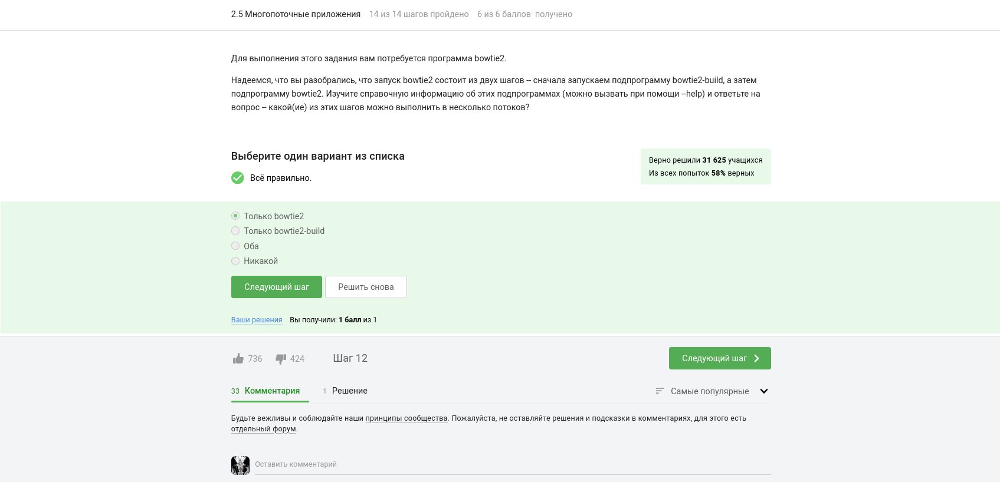 2.5 Многопоточные приложения 14 из 14 шагов пройдено 6 из 6 баллов получено
Для выполнения этого задания вам потребуется программа bowtie2.
Надеемся, что вы разобрались, что запуск bowtie2 состоит из двух шагов -- сначала запускаем подпрограмму bowtie2-build, а затем
подпрограмму bowtie2. Изучите справочную информацию об этих подпрограммах (можно вызвать при помощи --help) и ответьте на
вопрос -- какой(ие) из этих шагов можно выполнить в несколько потоков?
Выберите один вариант из списка
Всё правильно.
Верно решили 31 625 учащихся
Из всех попыток 58% верных
Только bowtie2
Только bowtie2-build
Оба
Никакой
Следующий шаг Решить снова
Ваши решения Вы получили: 1 балл из 1
736 424 Шаг 12 Следующий шаг
33 Комментария 1 Решение Самые популярные
Будьте вежливы и соблюдайте наши принципы сообщества. Пожалуйста, не оставляйте решения и подсказки в комментариях, для этого есть
отдельный форум.
Оставить комментарий